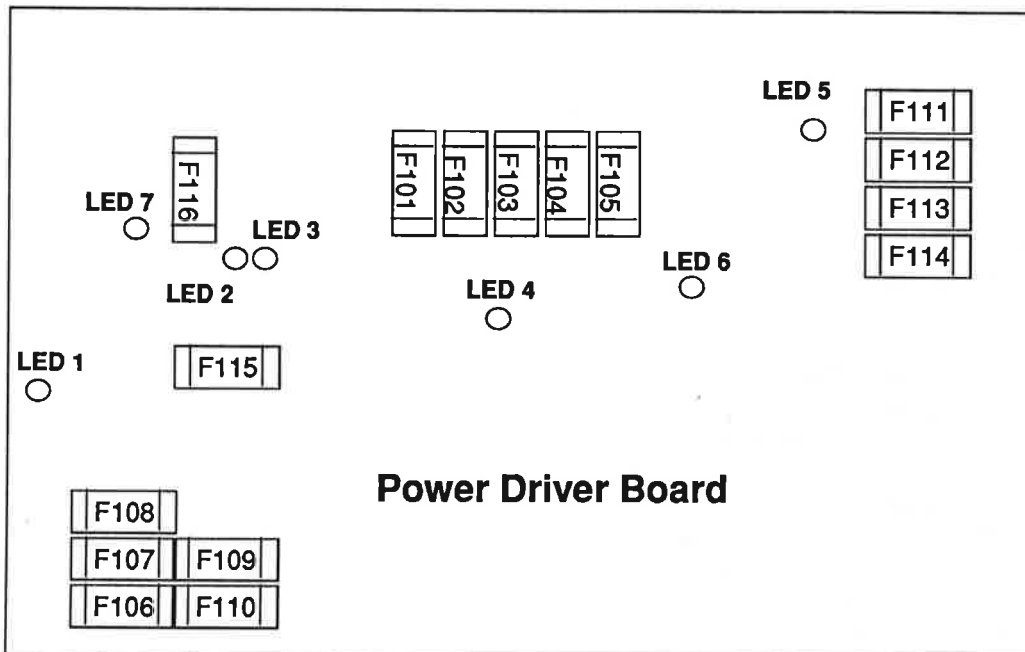 LED 5
F111
F112
F113
F114
F116
LED 7
LED 3
LED 2
F101
F102
F103
F104
F105
LED 6
LED 4
LED 1
F115
Power Driver Board
F108
F107
F109
F106
F110